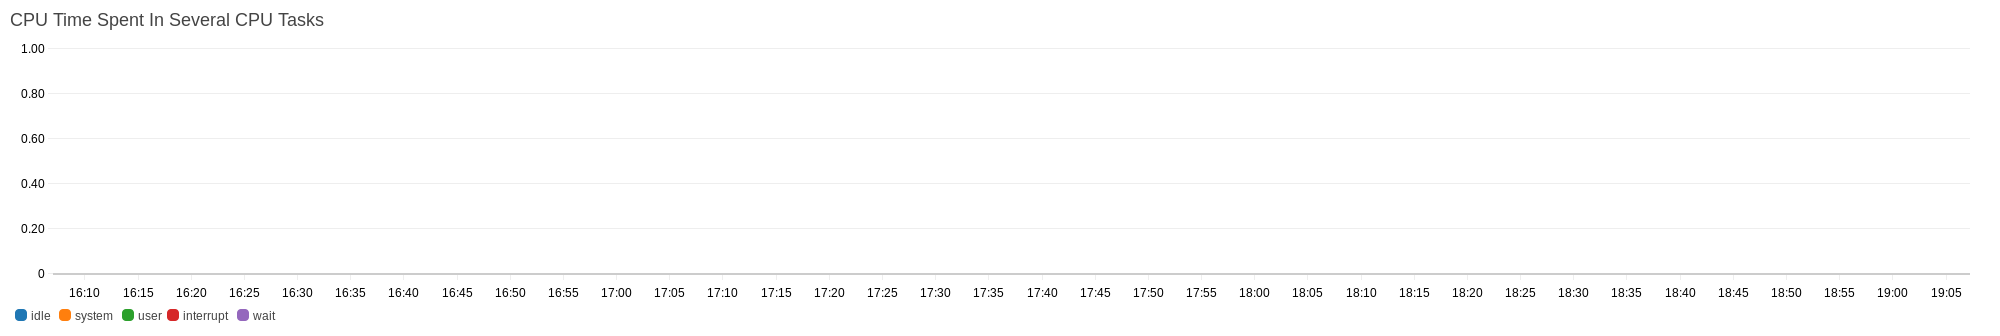 CPU Time Spent In Several CPU Tasks
1.00
0.80
0.60
0.40
0.20
0
16:10 16:15 16:20 16:25 16:30 16:35 16:40 16:45 16:50 16:55 17:00 17:05 17:10 17:15 17:20 17:25 17:30 17:35 17:40 17:45 17:50 17:55 18:00 18:05 18:10 18:15 18:20 18:25 18:30 18:35 18:40 18:45 18:50 18:55 19:00 19:05
idle system user interrupt wait